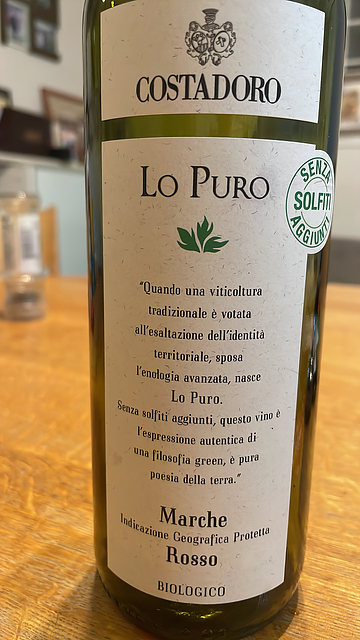 COSTADORO
Lo Puro
SENZA
SOLFITI
AGGIUNTI
"Quando una viticoltura
tradizionale è votata
all'esaltazione dell'identità
territoriale, sposa
l'enologia avanzata, nasce
Lo Puro.
Senza solfiti aggiunti, questo vino è
l'espressione autentica di
una filosofia green, è pura
poesia della terra."
Marche
Indicazione Geografica Protetta
Rosso
BIOLOGICO